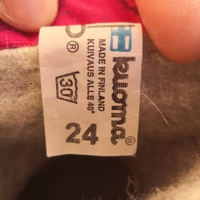 kuoma®
MADE IN FINLAND
KUIVAUS ALLE 40°
30°
24
®